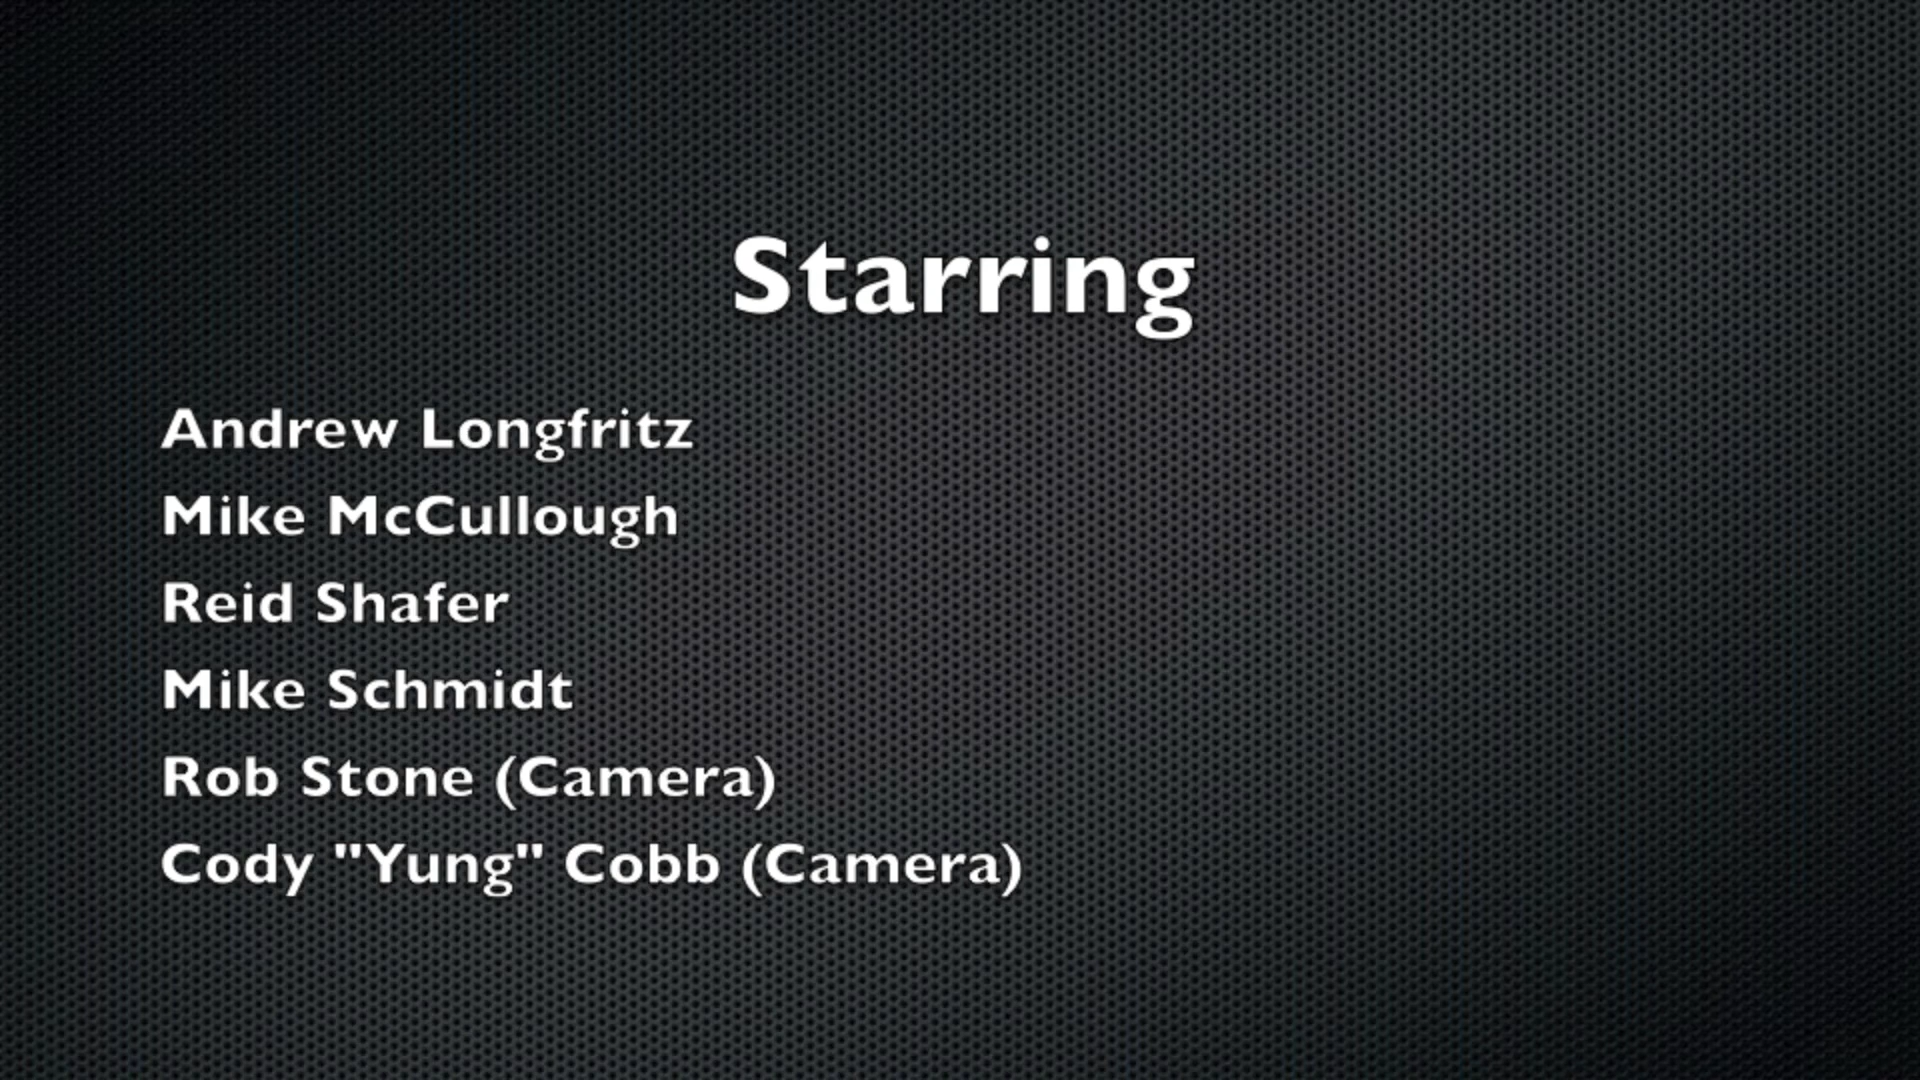 Starring
Andrew Longfritz
Mike McCullough
Reid Shafer
Mike Schmidt
Rob Stone (Camera)
Cody "Yung" Cobb (Camera)